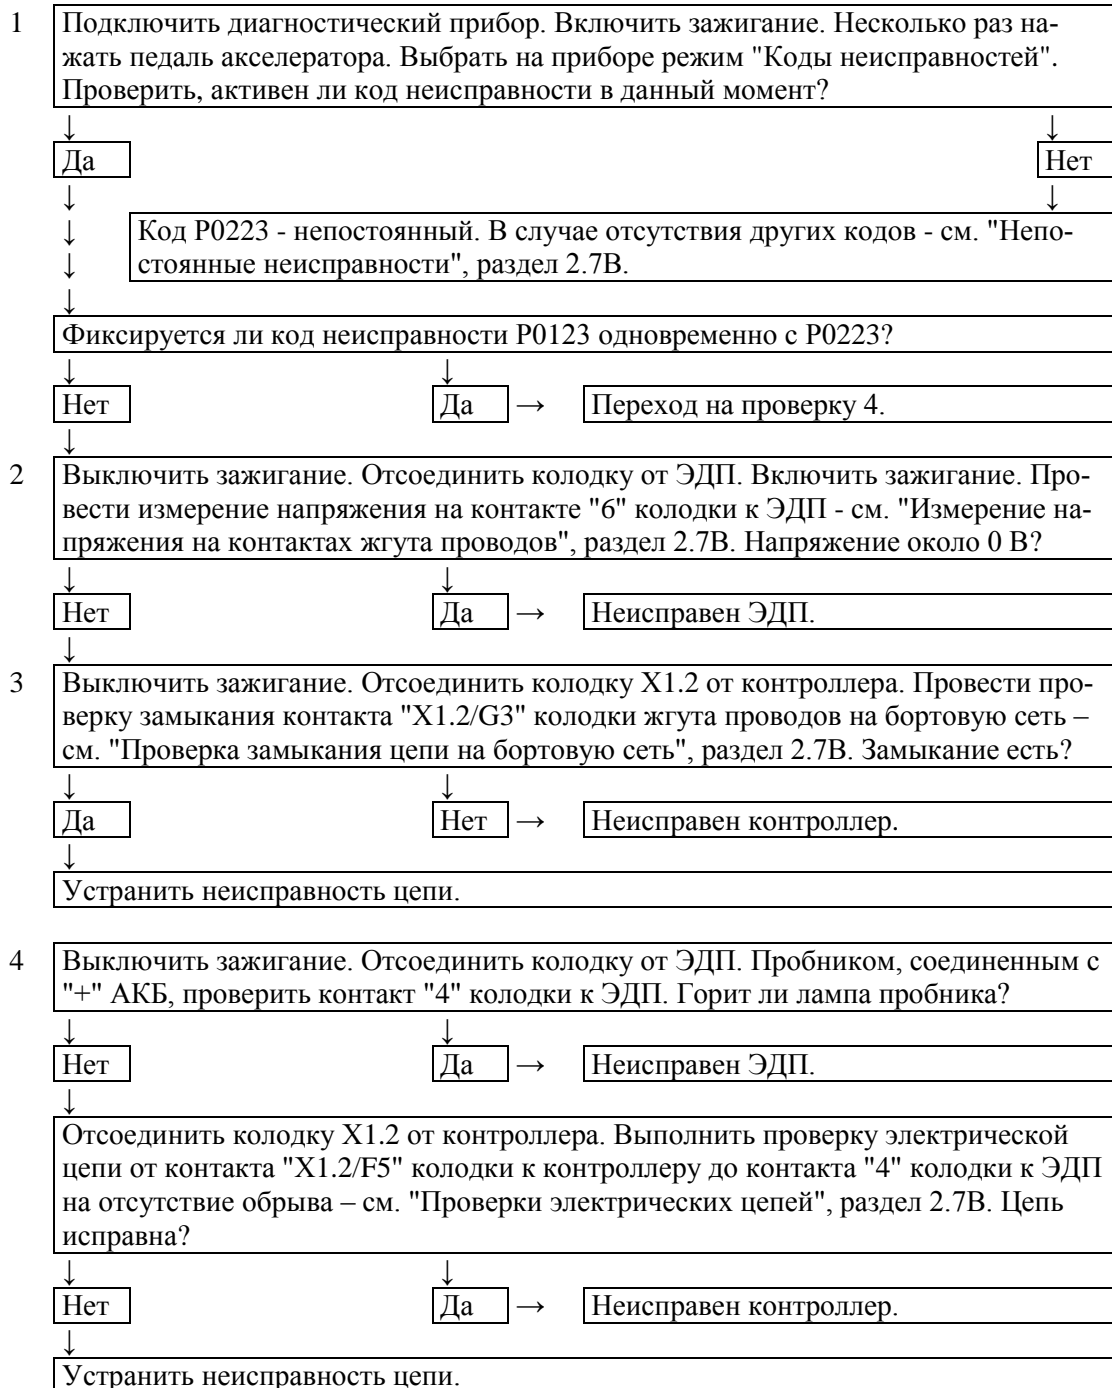 1 Подключить диагностический прибор. Включить зажигание. Несколько раз на-
жать педаль акселератора. Выбрать на приборе режим "Коды неисправностей".
Проверить, активен ли код неисправности в данный момент?
↓ ↓
Да Нет
↓ ↓
↓ Код Р0223 - непостоянный. В случае отсутствия других кодов - см. "Непо-
↓ стоянные неисправности", раздел 2.7В.
↓
Фиксируется ли код неисправности Р0123 одновременно с Р0223?
↓ ↓
Нет Да → Переход на проверку 4.
↓
2 Выключить зажигание. Отсоединить колодку от ЭДП. Включить зажигание. Про-
вести измерение напряжения на контакте "6" колодки к ЭДП - см. "Измерение на-
пряжения на контактах жгута проводов", раздел 2.7В. Напряжение около 0 В?
↓ ↓
Нет Да → Неисправен ЭДП.
↓
3 Выключить зажигание. Отсоединить колодку Х1.2 от контроллера. Провести про-
верку замыкания контакта "Х1.2/G3" колодки жгута проводов на бортовую сеть –
см. "Проверка замыкания цепи на бортовую сеть", раздел 2.7В. Замыкание есть?
↓ ↓
Да Нет → Неисправен контроллер.
↓
Устранить неисправность цепи.
4 Выключить зажигание. Отсоединить колодку от ЭДП. Пробником, соединенным с
"+" АКБ, проверить контакт "4" колодки к ЭДП. Горит ли лампа пробника?
↓ ↓
Нет Да → Неисправен ЭДП.
↓
Отсоединить колодку Х1.2 от контроллера. Выполнить проверку электрической
цепи от контакта "Х1.2/F5" колодки к контроллеру до контакта "4" колодки к ЭДП
на отсутствие обрыва – см. "Проверки электрических цепей", раздел 2.7В. Цепь
исправна?
↓ ↓
Нет Да → Неисправен контроллер.
↓
Устранить неисправность цепи.